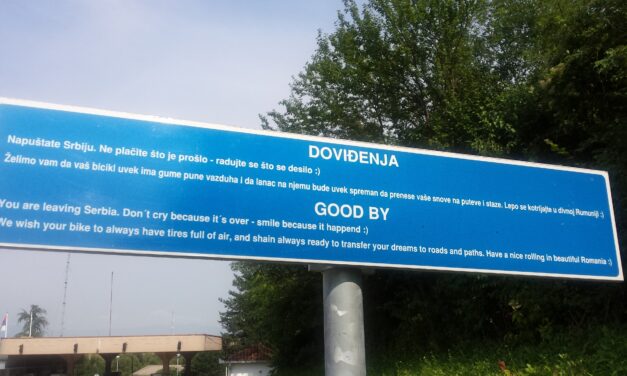 DOVIĐENJA
Napuštate Srbiju. Ne plačite što je prošlo - radujte se što se desilo :)
Želimo vam da vaš bicikl uvek ima gume pune vazduha i da lanac na njemu bude uvek spreman da prenese vaše snove na puteve i staze. Lepo se kotrljajte u divnoj Rumuniji :)
GOOD BY
You are leaving Serbia. Don´t cry because it´s over - smile because it happend :)
We wish your bike to always have tires full of air, and shain always ready to transfer your dreams to roads and paths. Have a nice rolling in beautiful Romania :)